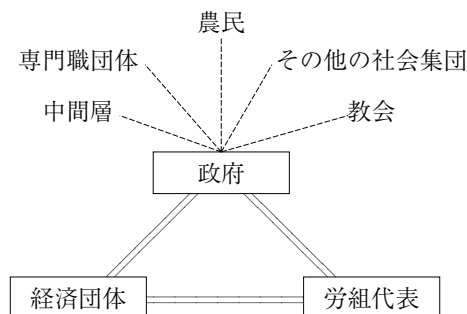 農民
専門職団体
その他の社会集団
中間層
教会
政府
経済団体
労組代表